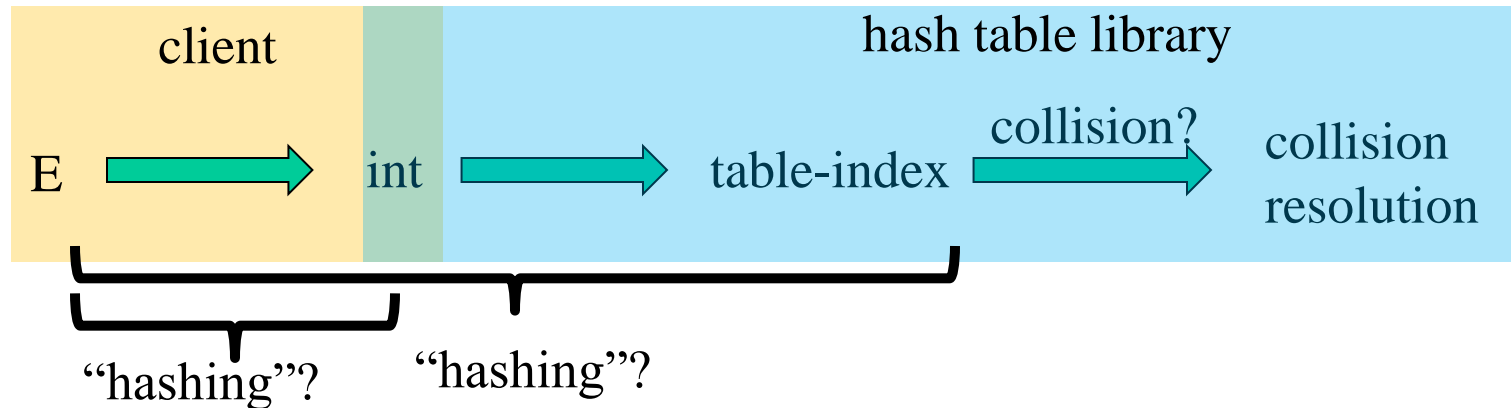 client
hash table library
collision?
E
int
table-index
collision
resolution
“hashing”?
“hashing”?